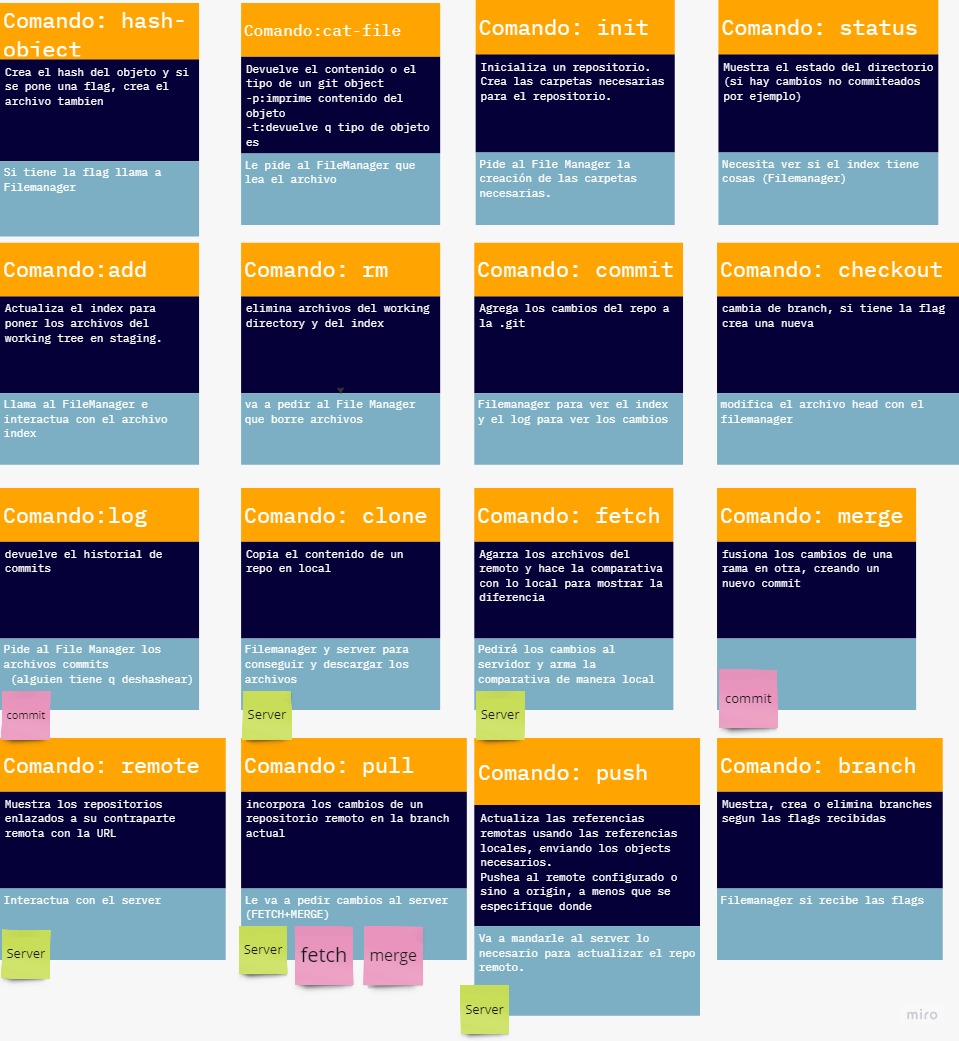 Comando: hash-
object
Crea el hash del objeto y si
se pone una flag, crea el
archivo tambien
Si tiene la flag llama a
Filemanager
Comando:cat-file
Devuelve el contenido o el
tipo de un git object
-p:imprime contenido del
objeto
-t:devuelve q tipo de objeto
es
Le pide al FileManager que
lea el archivo
Comando: init
Inicializa un repositorio.
Crea las carpetas necesarias
para el repositorio.
Pide al File Manager la
creación de las carpetas
necesarias.
Comando: status
Muestra el estado del directorio
(si hay cambios no commiteados
por ejemplo)
Necesita ver si el index tiene
cosas (Filemanager)
Comando:add
Actualiza el index para
poner los archivos del
working tree en staging.
Llama al FileManager e
interactua con el archivo
index
Comando: rm
elimina archivos del working
directory y del index
va a pedir al File Manager
que borre archivos
Comando: commit
Agrega los cambios del repo a
la .git
Filemanager para ver el index
y el log para ver los cambios
Comando: checkout
cambia de branch, si tiene la flag
crea una nueva
modifica el archivo head con el
filemanager
Comando:log
devuelve el historial de
commits
Pide al File Manager los
archivos commits
(alguien tiene q deshashear)
commit
Comando: clone
Copia el contenido de un
repo en local
Filemanager y server para
conseguir y descargar los
archivos
Server
Comando: fetch
Agarra los archivos del
remoto y hace la comparativa
con lo local para mostrar la
diferencia
Pedirá los cambios al
servidor y arma la
comparativa de manera local
Server
Comando: merge
fusiona los cambios de una
rama en otra, creando un
nuevo commit
commit
Comando: remote
Muestra los repositorios
enlazados a su contraparte
remota con la URL
Interactua con el server
Server
Comando: pull
incorpora los cambios de un
repositorio remoto en la branch
actual
Le va a pedir cambios al server
(FETCH+MERGE)
Server
fetch
merge
Comando: push
Actualiza las referencias
remotas usando las referencias
locales, enviando los objects
necesarios.
Pushea al remote configurado o
sino a origin, a menos que se
especifique donde
Va a mandarle al server lo
necesario para actualizar el repo
remoto.
Server
Comando: branch
Muestra, crea o elimina branches
segun las flags recibidas
Filemanager si recibe las flags
miro